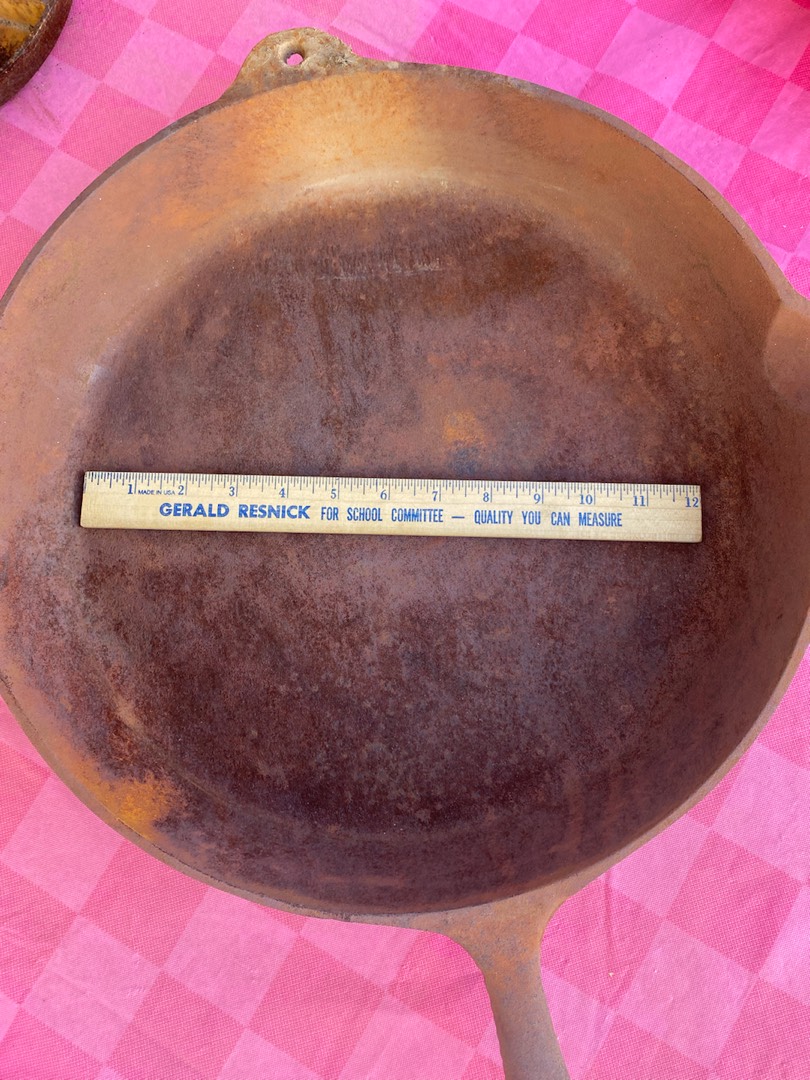 1 MADE IN USA 2 3 4 5 6 7 8 9 10 11 12
GERALD RESNICK FOR SCHOOL COMMITTEE — QUALITY YOU CAN MEASURE